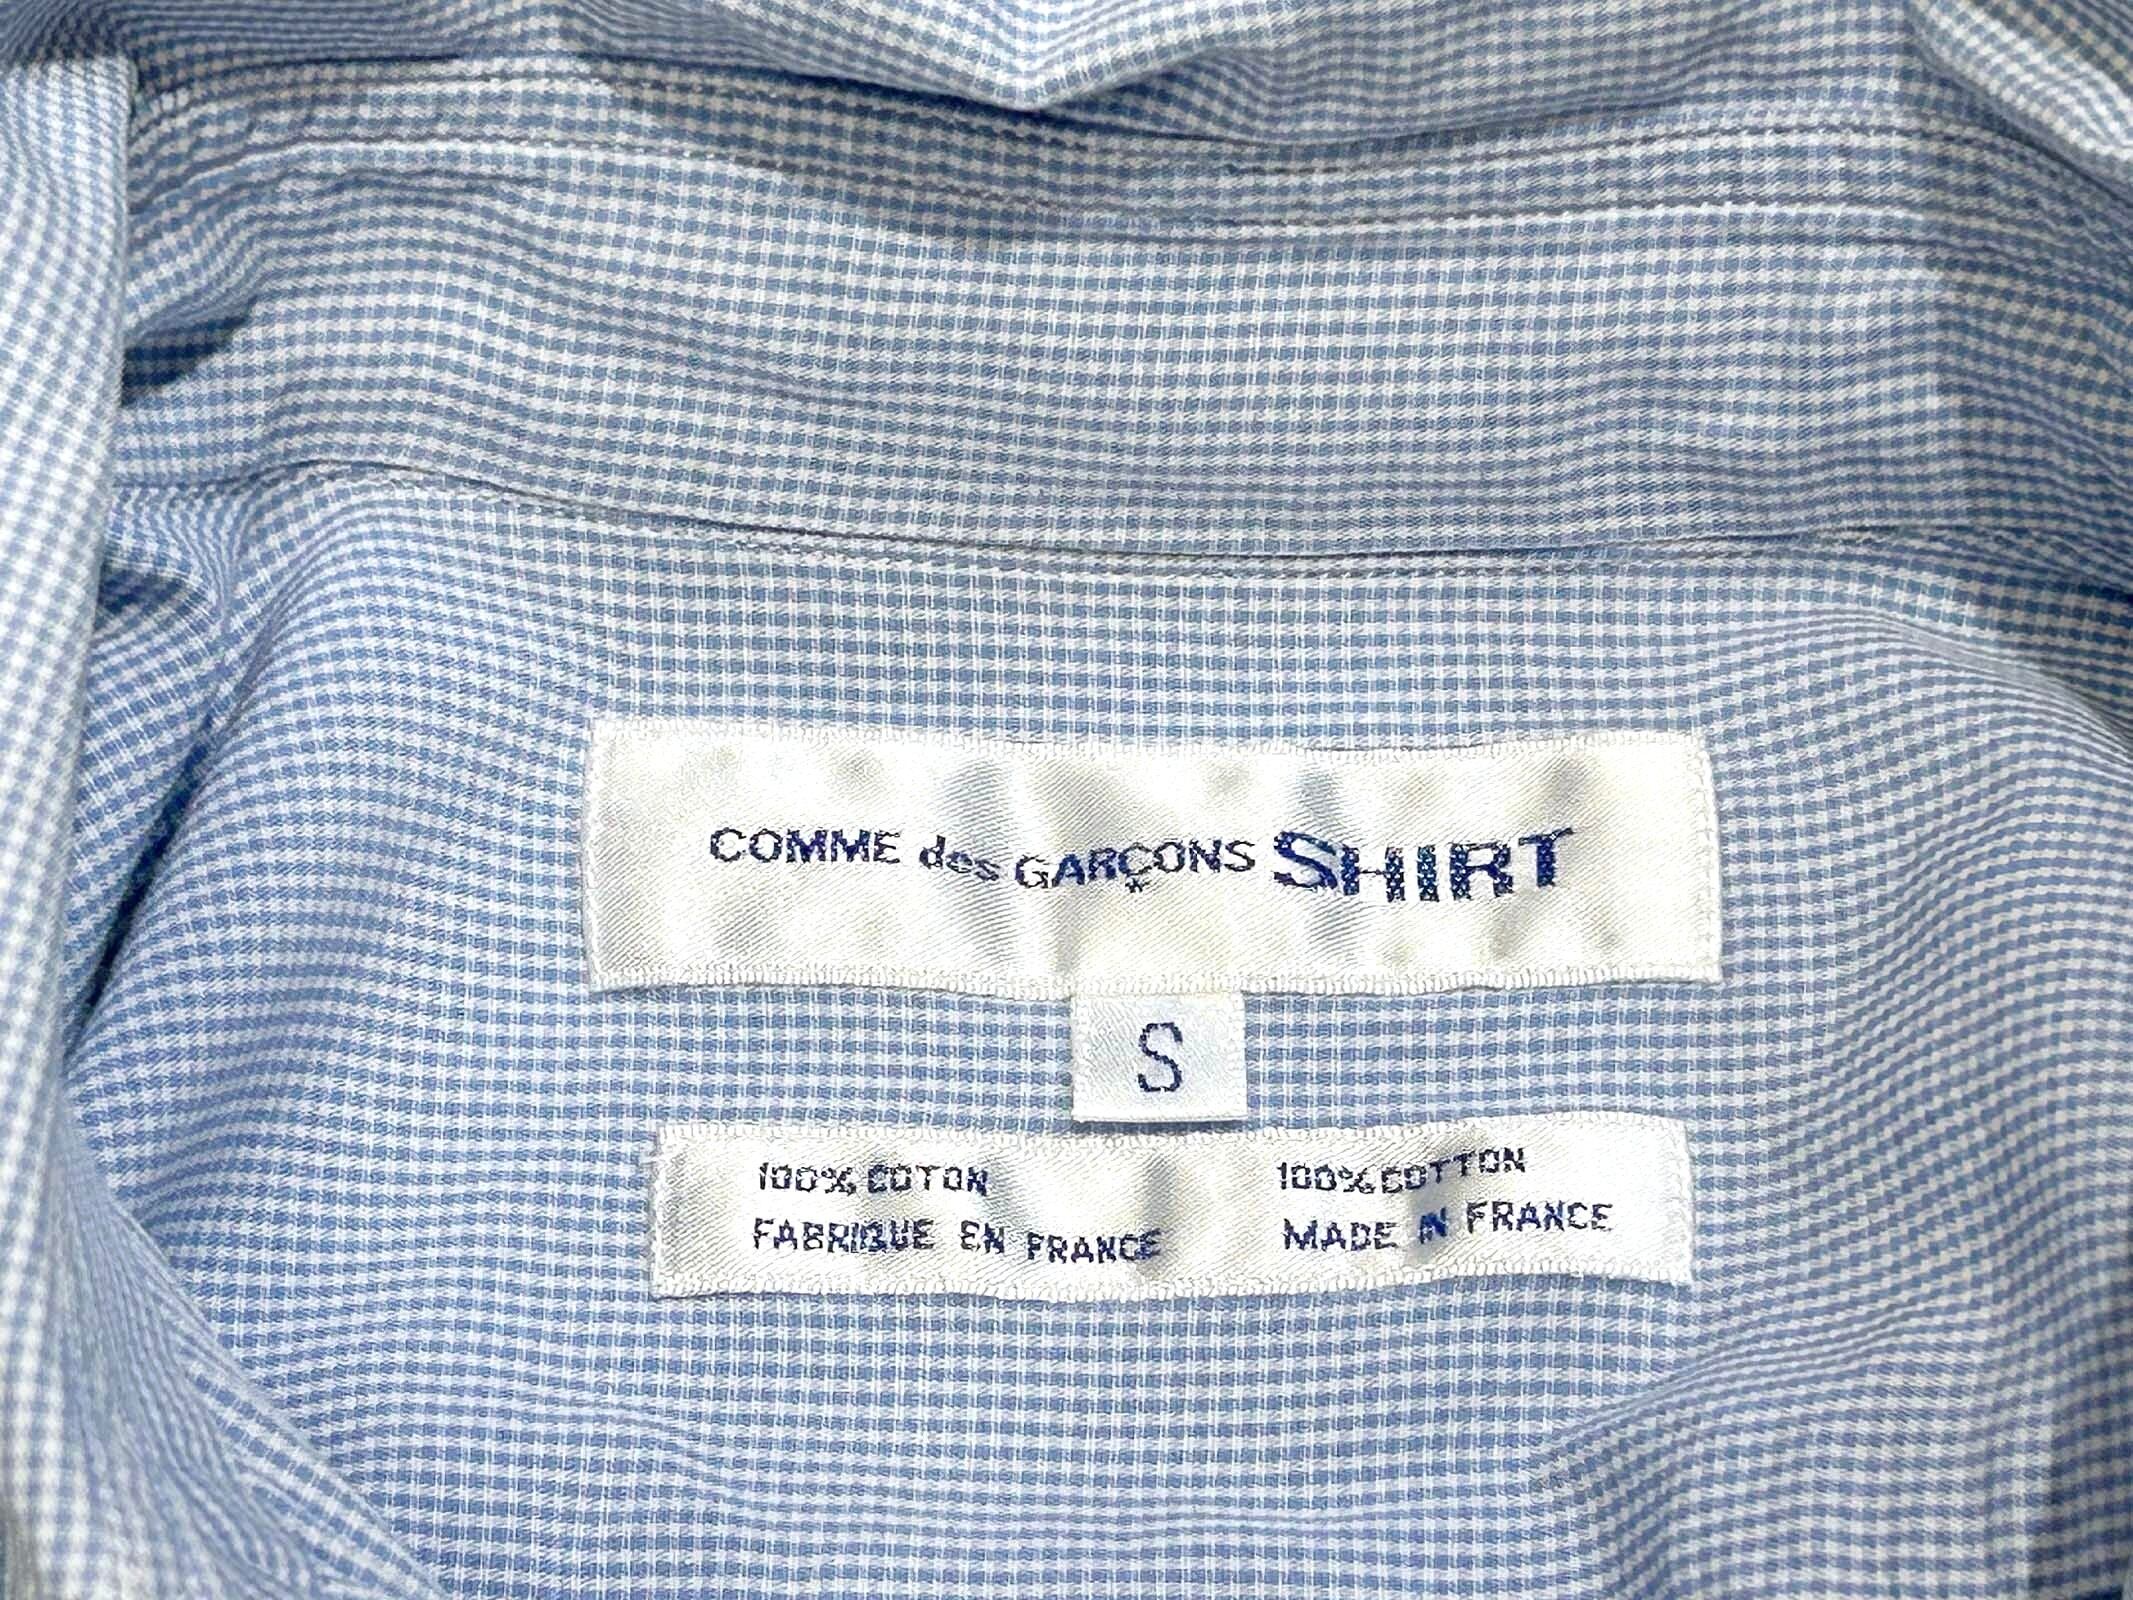 COMME des GARÇONS SHIRT
S
100% COTON
FABRIQUE EN FRANCE
100% COTTON
MADE IN FRANCE